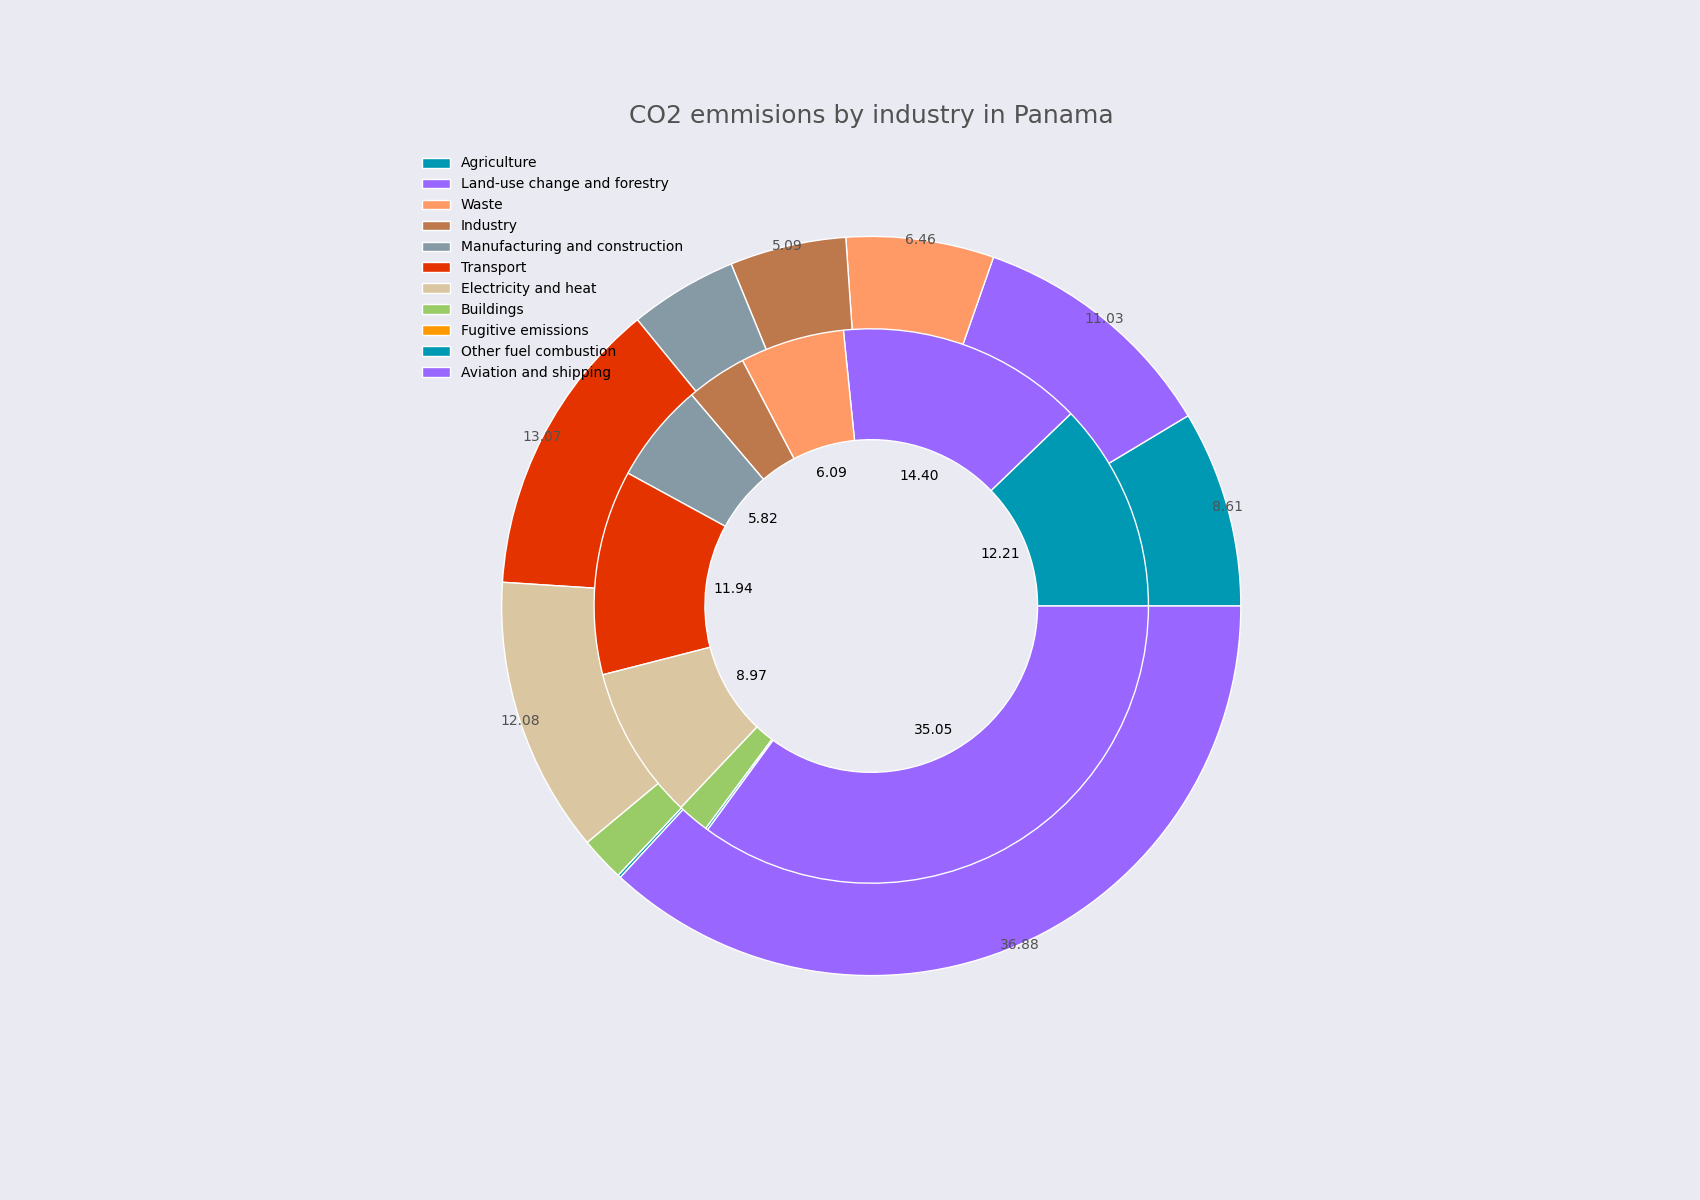 CO2 emmisions by industry in Panama
Agriculture
Land-use change and forestry
Waste
Industry
Manufacturing and construction
Transport
Electricity and heat
Buildings
Fugitive emissions
Other fuel combustion
Aviation and shipping
6.46
5.09
11.03
13.07
6.09
14.40
8.61
5.82
12.21
11.94
8.97
12.08
35.05
36.88